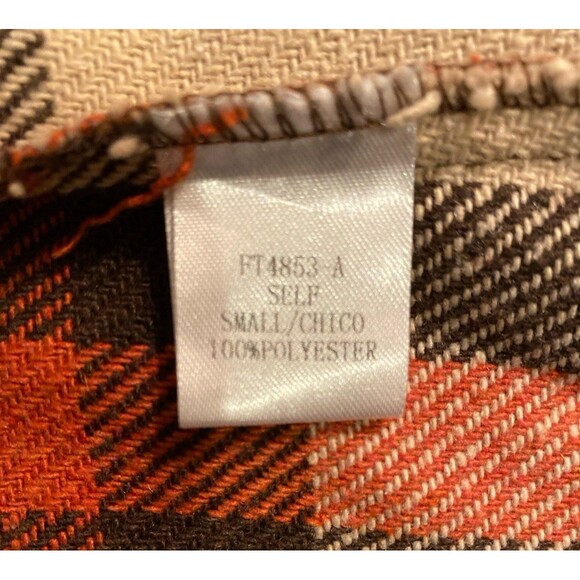 FT4853-A
SELF
SMALL/CHICO
100%POLYESTER